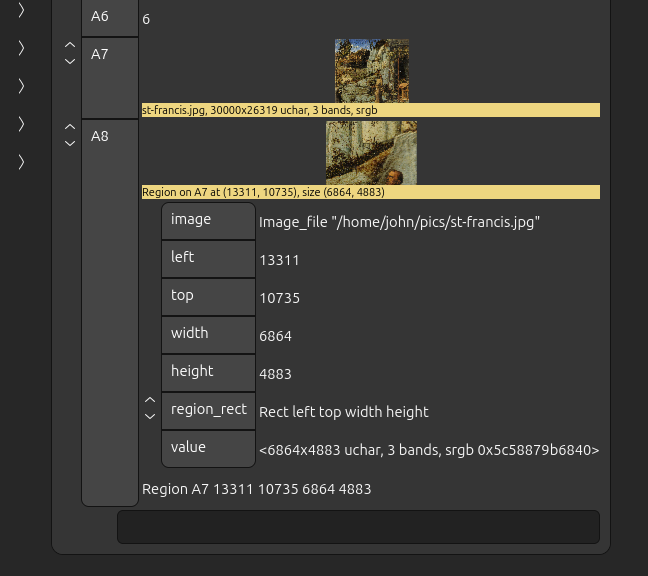 A6 6
A7
st-francis.jpg, 30000x26319 uchar, 3 bands, srgb
A8
Region on A7 at (13311, 10735), size (6864, 4883)
image Image_file "/home/john/pics/st-francis.jpg"
left 13311
top 10735
width 6864
height 4883
region_rect Rect left top width height
value <6864x4883 uchar, 3 bands, srgb 0x5c58879b6840>
Region A7 13311 10735 6864 4883